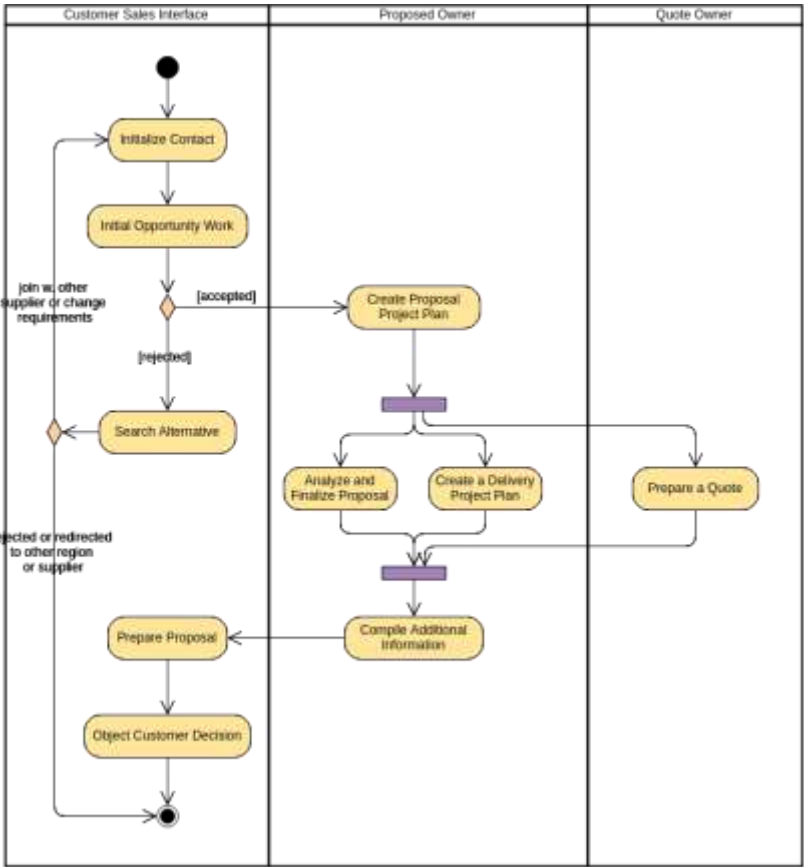 Customer Sales Interface
Proposed Owner
Quote Owner
Initialize Contact
Initial Opportunity Work
join w. other
supplier or change
requirements
[accepted]
Create Proposal
Project Plan
[rejected]
Search Alternative
Analyze and
Finalize Proposal
Create a Delivery
Project Plan
Prepare a Quote
jected or redirected
to other region
or supplier
Prepare Proposal
Compile Additional
Information
Object Customer Decision